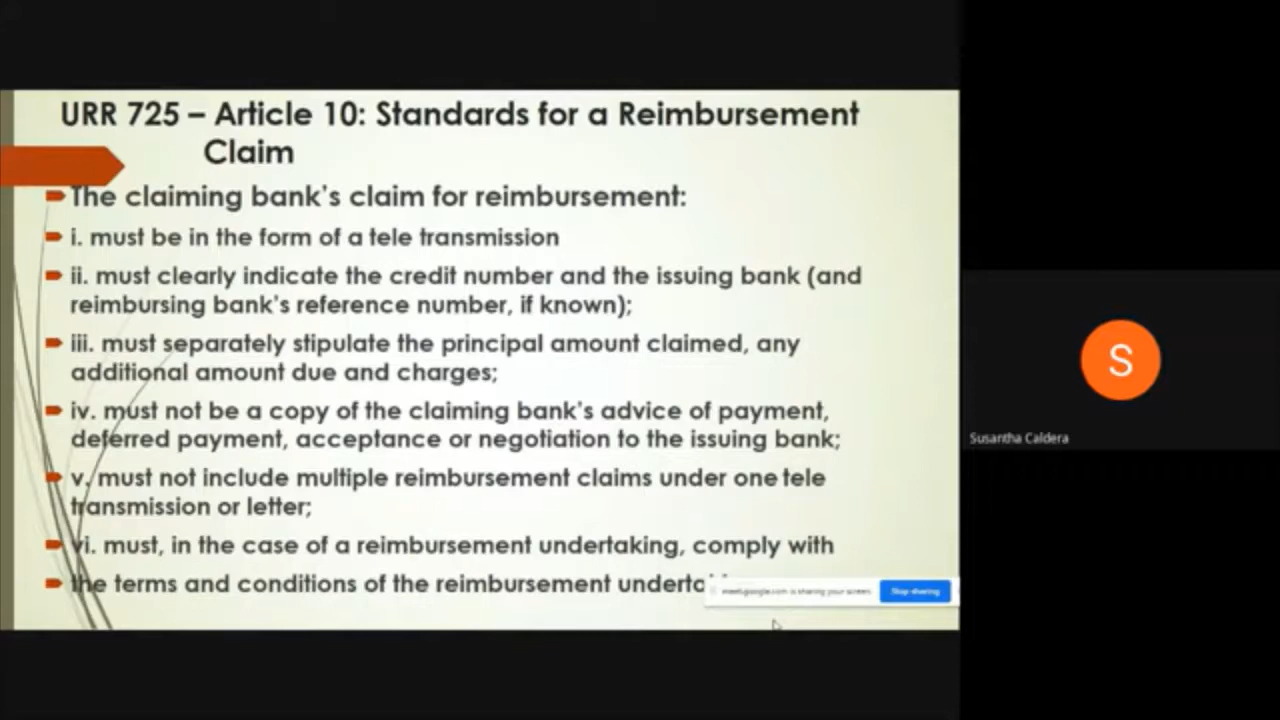 URR 725 – Article 10: Standards for a Reimbursement
Claim
The claiming bank's claim for reimbursement:
i. must be in the form of a tele transmission
ii. must clearly indicate the credit number and the issuing bank (and
reimbursing bank's reference number, if known);
iii. must separately stipulate the principal amount claimed, any
additional amount due and charges;
iv. must not be a copy of the claiming bank's advice of payment,
deferred payment, acceptance or negotiation to the issuing bank;
v. must not include multiple reimbursement claims under one tele
transmission or letter;
vi. must, in the case of a reimbursement undertaking, comply with
the terms and conditions of the reimbursement
meet.google.com is sharing your screen.
Stop sharing
S
Susantha Caldera